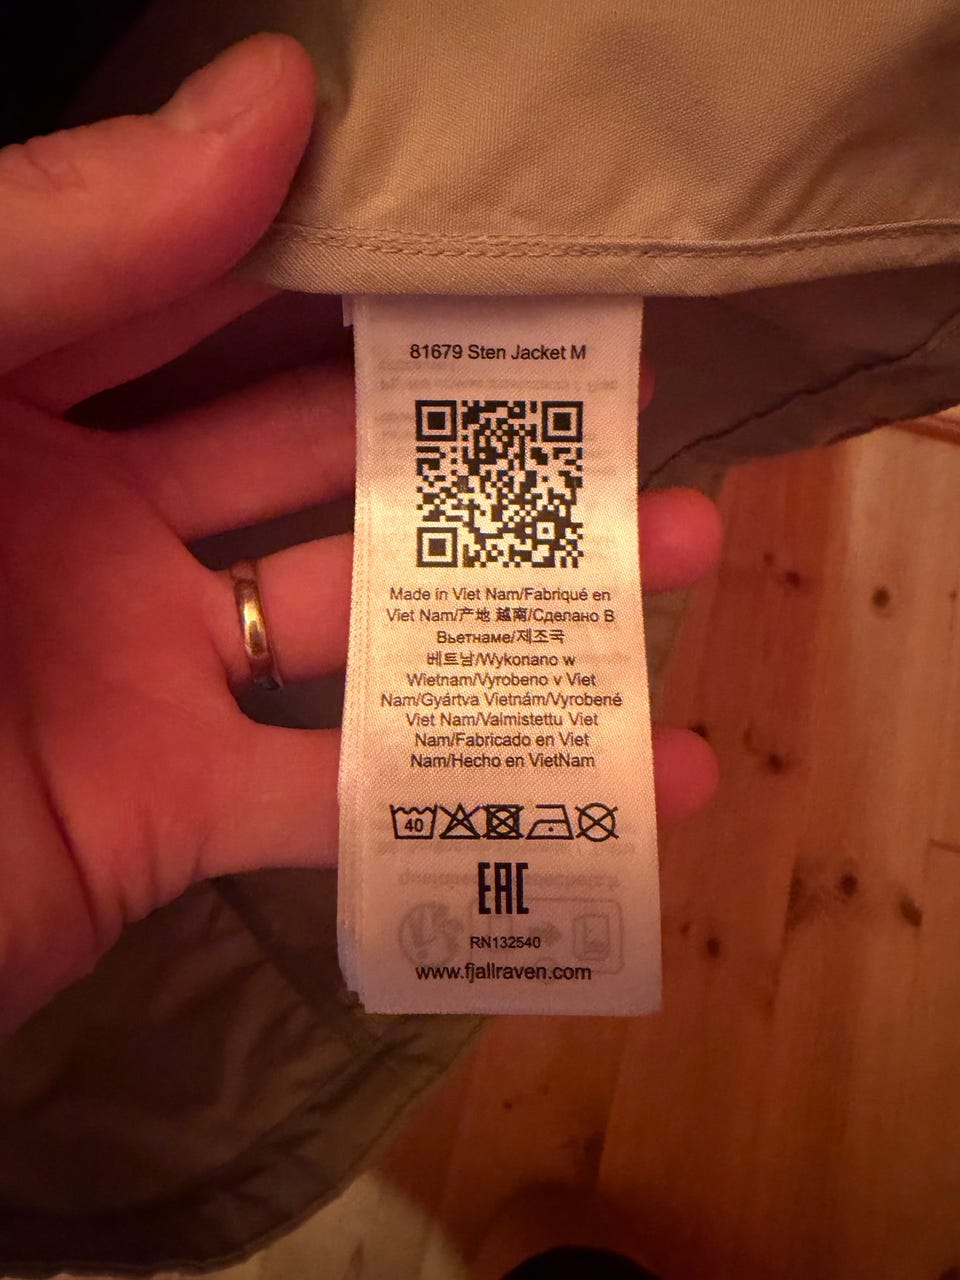 81679 Sten Jacket M
Made in Viet Nam/Fabriqué en
Viet Nam/产地 越南/Сделано В
Вьетнаме/제조국
베트남/Wykonano w
Wietnam/Vyrobeno v Viet
Nam/Gyártva Vietnám/Vyrobené
Viet Nam/Valmistettu Viet
Nam/Fabricado en Viet
Nam/Hecho en VietNam
40
EAC
RN132540
www.fjallraven.com